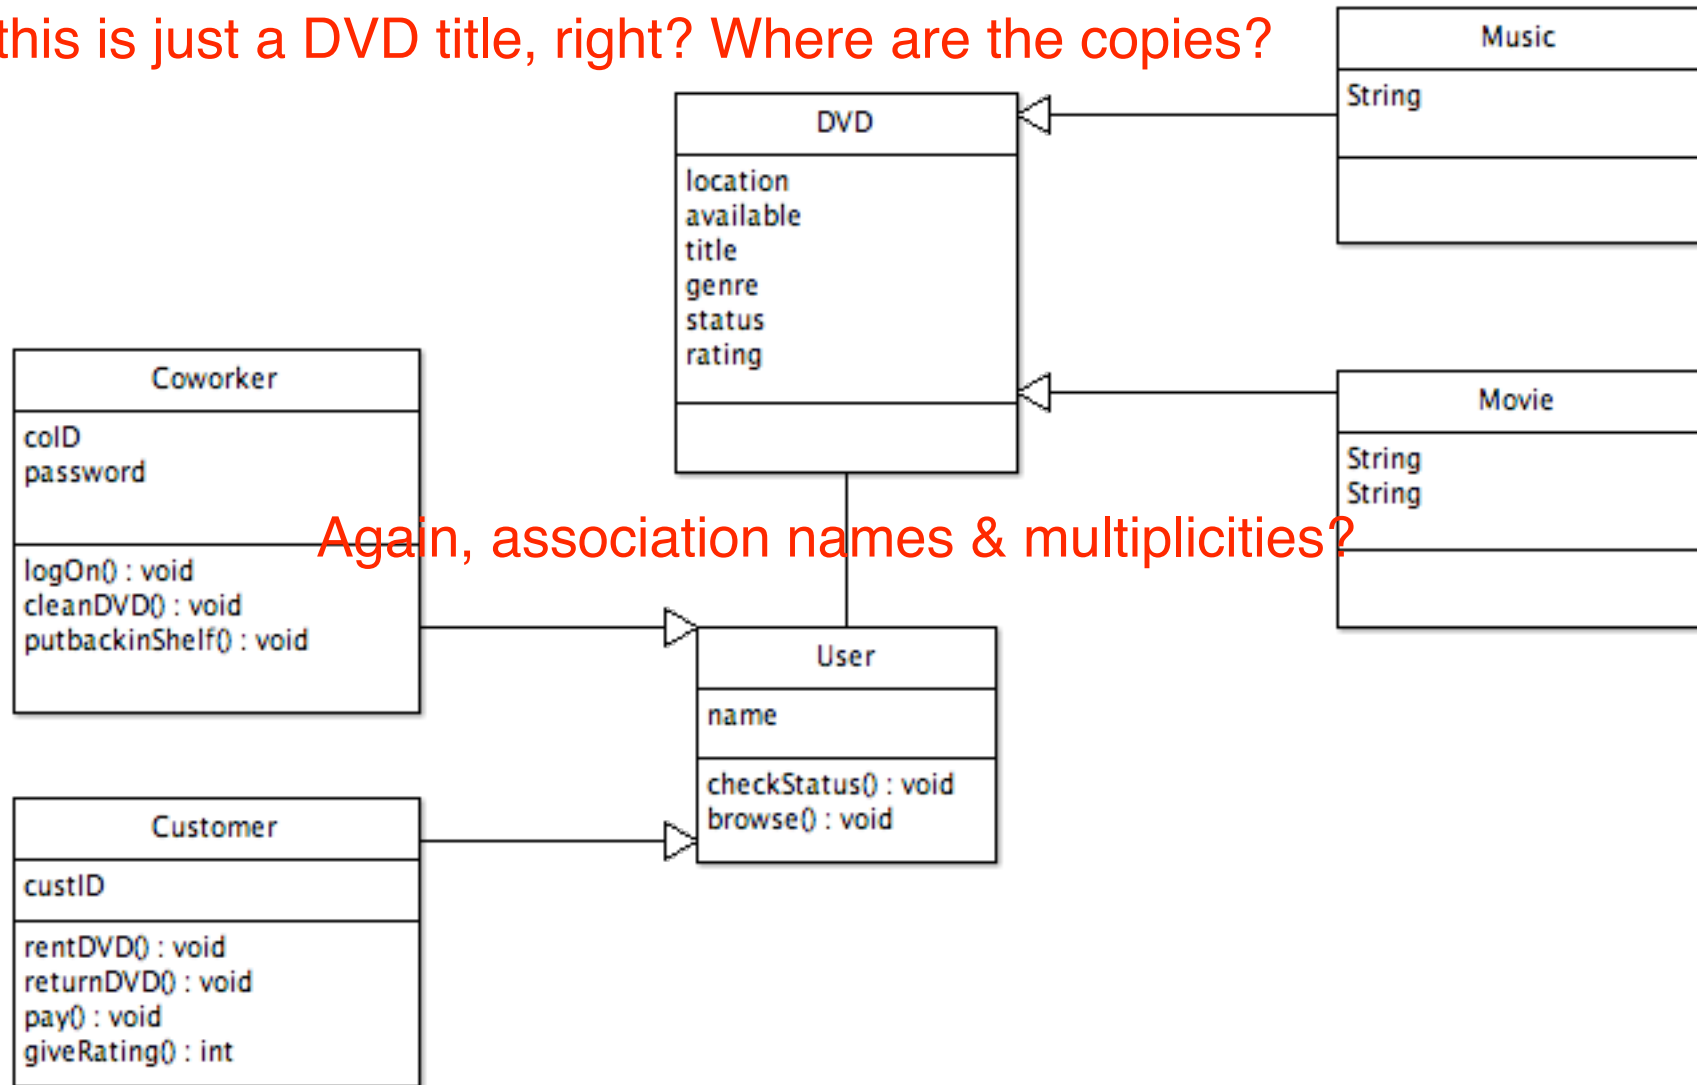 this is just a DVD title, right? Where are the copies?
Music
String
DVD
location
available
title
genre
status
rating
Movie
String
String
Coworker
coID
password
logOn() : void
cleanDVD() : void
putbackinShelf() : void
Again, association names & multiplicities?
User
name
checkStatus() : void
browse() : void
Customer
custID
rentDVD() : void
returnDVD() : void
pay() : void
giveRating() : int